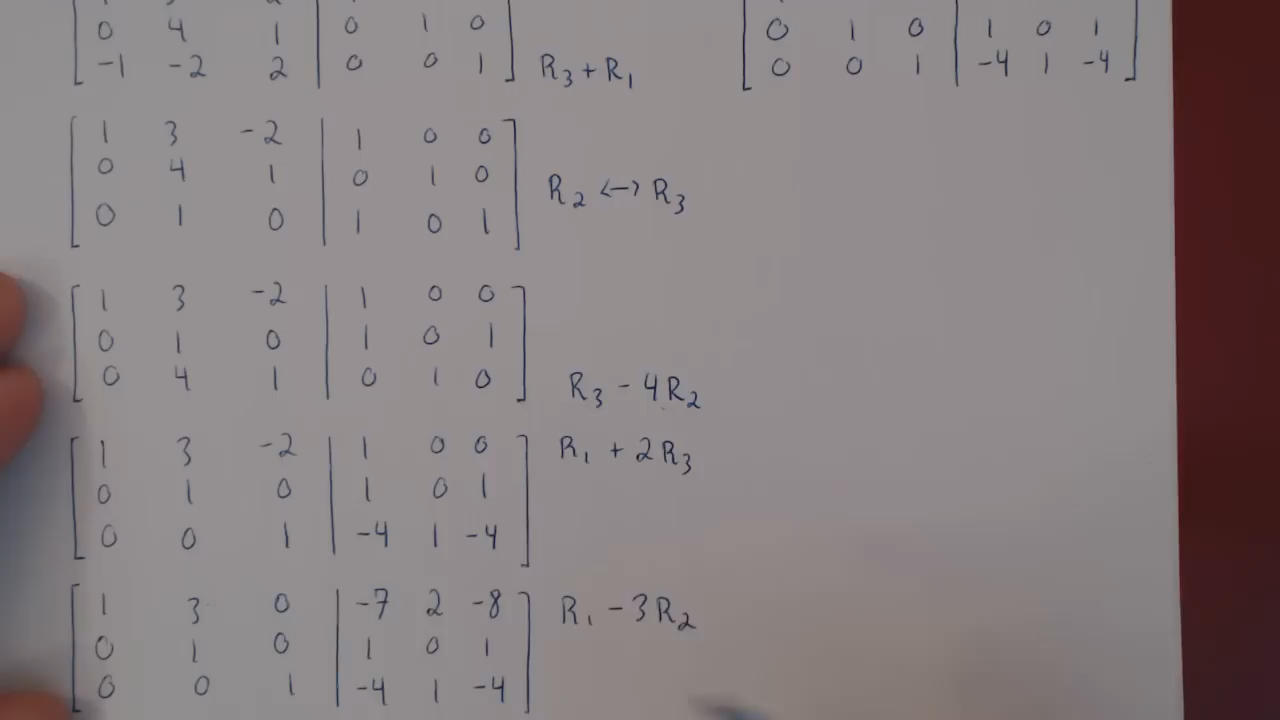 0 4 1 | 0 1 0
-1 -2 2 | 0 0 1 R₃ + R₁
1 3 -2 | 1 0 0
0 4 1 | 0 1 0 R₂ <-> R₃
0 1 0 | 1 0 1
1 3 -2 | 1 0 0
0 1 0 | 1 0 1
0 4 1 | 0 1 0 R₃ - 4R₂
1 3 -2 | 1 0 0 R₁ + 2R₃
0 1 0 | 1 0 1
0 0 1 | -4 1 -4
1 3 0 | -7 2 -8 R₁ - 3R₂
0 1 0 | 1 0 1
0 0 1 | -4 1 -4
0 1 0 | 1 0 1
0 0 1 | -4 1 -4